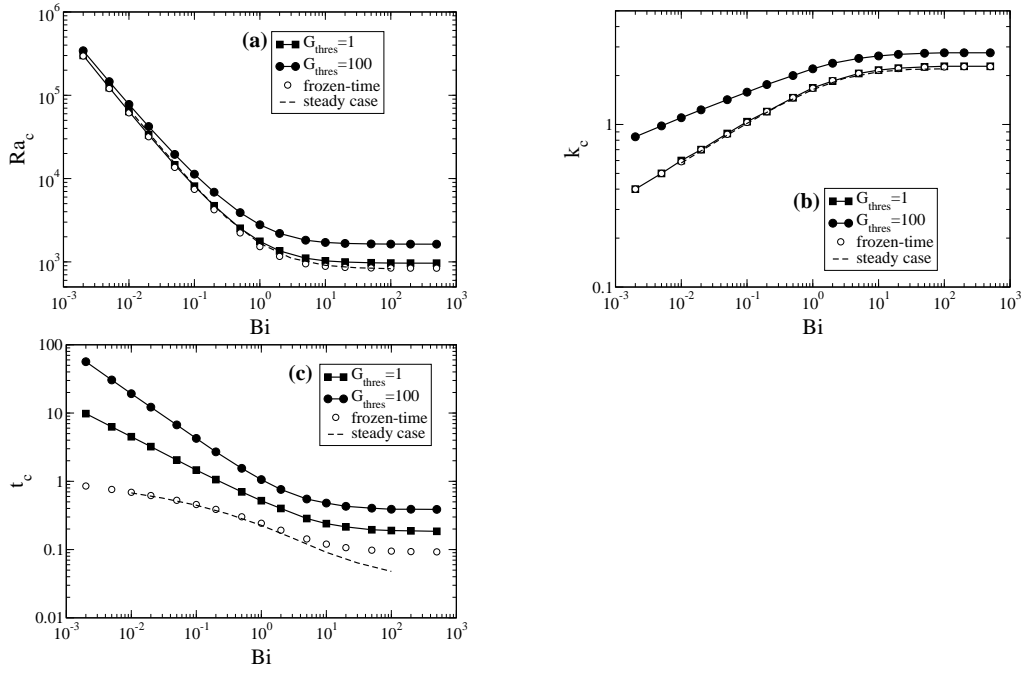 10^6
10^5
10^4
10^3
Ra_c
(a)
G_thres=1
G_thres=100
frozen-time
steady case
10^-3 10^-2 10^-1 10^0 10^1 10^2 10^3
Bi
1
0.1
k_c
(b)
G_thres=1
G_thres=100
frozen-time
steady case
10^-3 10^-2 10^-1 10^0 10^1 10^2 10^3
Bi
100
10
1
0.1
0.01
t_c
(c)
G_thres=1
G_thres=100
frozen-time
steady case
10^-3 10^-2 10^-1 10^0 10^1 10^2 10^3
Bi